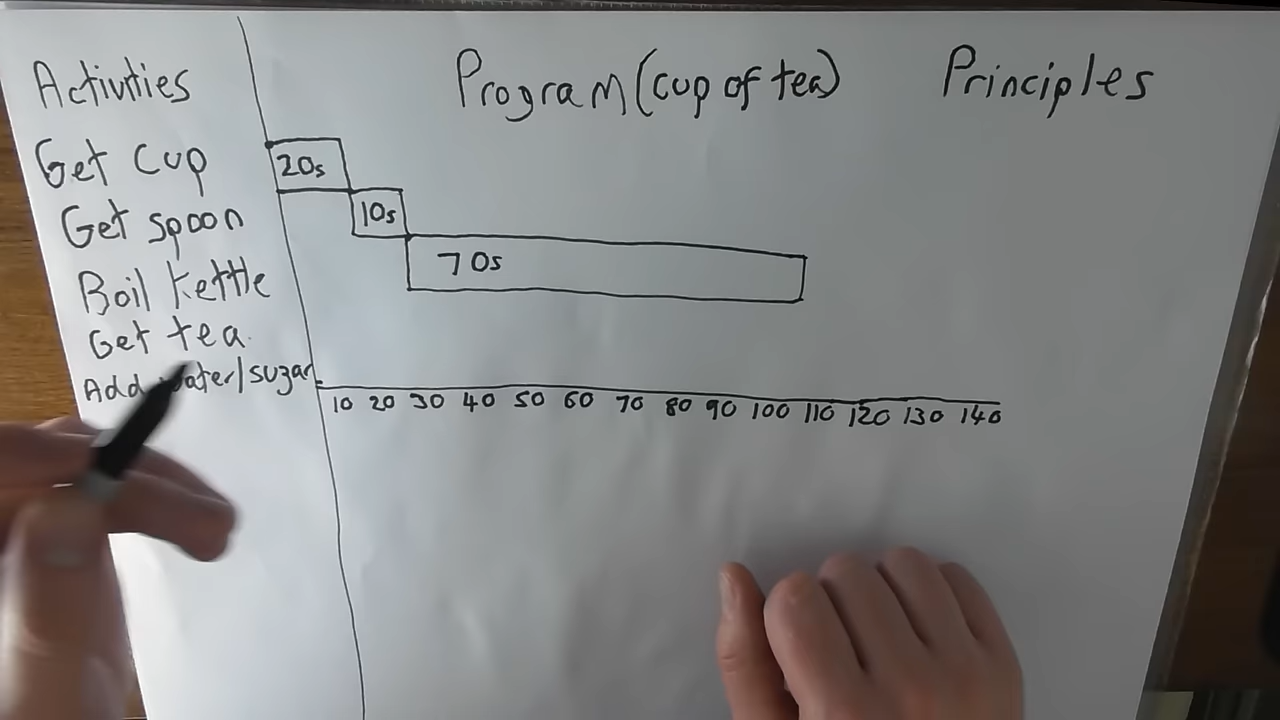 Activities
Program (cup of tea)
Principles
Get Cup
20s
Get spoon
10s
Boil Kettle
70s
Get tea
Add water/sugar
10 20 30 40 50 60 70 80 90 100 110 120 130 140